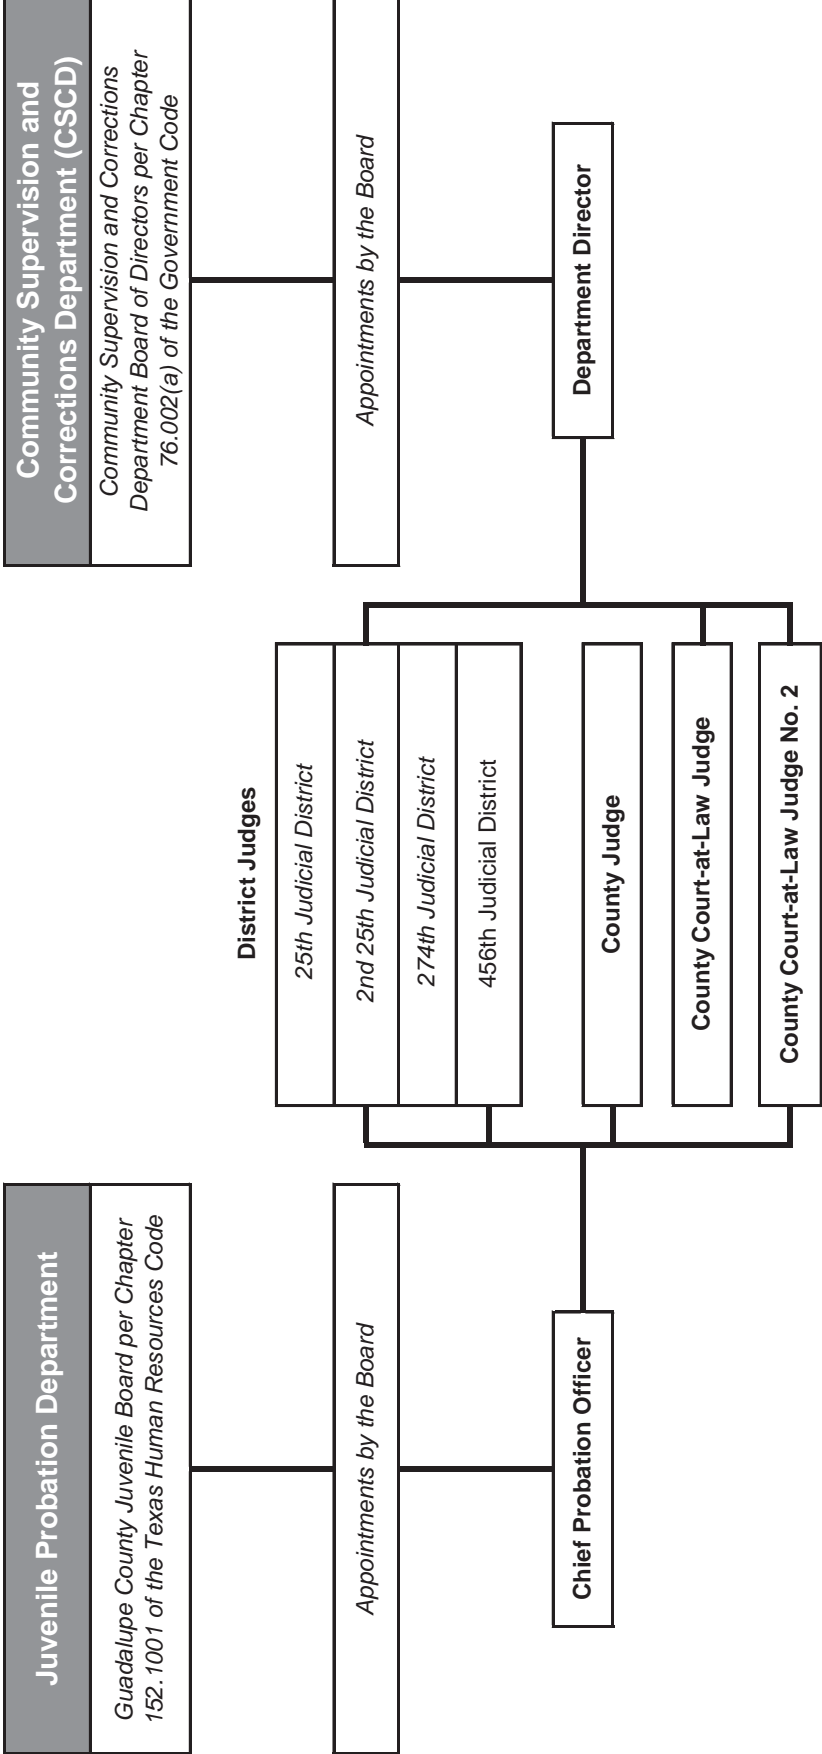 Juvenile Probation Department
Guadalupe County Juvenile Board per Chapter
152.1001 of the Texas Human Resources Code
Appointments by the Board
Chief Probation Officer
District Judges
25th Judicial District
2nd 25th Judicial District
274th Judicial District
456th Judicial District
County Judge
County Court-at-Law Judge
County Court-at-Law Judge No. 2
Community Supervision and
Corrections Department (CSCD)
Community Supervision and Corrections
Department Board of Directors per Chapter
76.002(a) of the Government Code
Appointments by the Board
Department Director